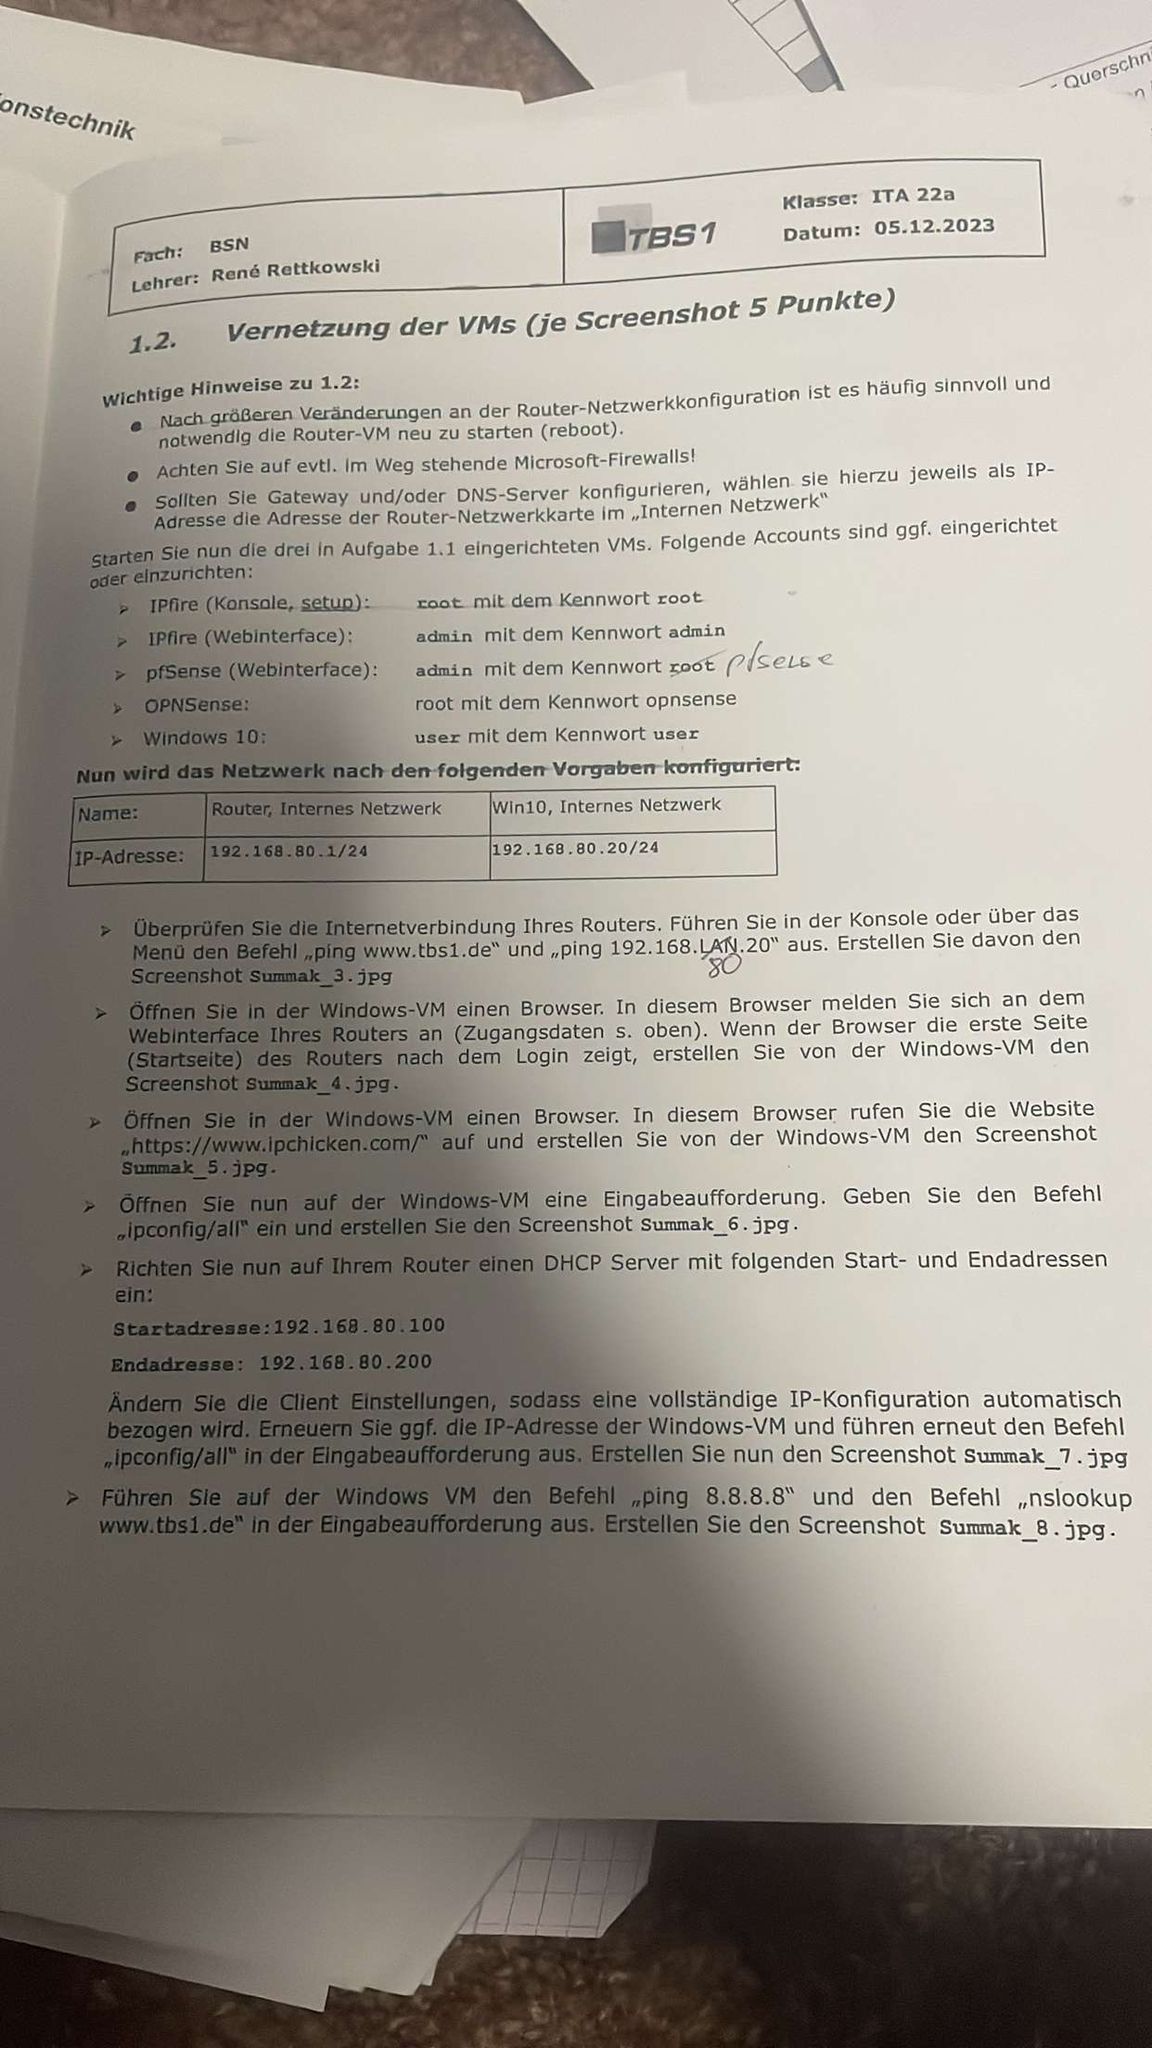 onstechnik
- Querschni
n
Fach: BSN
Lehrer: René Rettkowski
TBS1
Klasse: ITA 22a
Datum: 05.12.2023
1.2. Vernetzung der VMs (je Screenshot 5 Punkte)
Wichtige Hinweise zu 1.2:
● Nach größeren Veränderungen an der Router-Netzwerkkonfiguration ist es häufig sinnvoll und
notwendig die Router-VM neu zu starten (reboot).
● Achten Sie auf evtl. im Weg stehende Microsoft-Firewalls!
● Sollten Sie Gateway und/oder DNS-Server konfigurieren, wählen sie hierzu jeweils als IP-
Adresse die Adresse der Router-Netzwerkkarte im „Internen Netzwerk“
Starten Sie nun die drei in Aufgabe 1.1 eingerichteten VMs. Folgende Accounts sind ggf. eingerichtet
oder einzurichten:
➢ IPfire (Konsole, setup): root mit dem Kennwort root
➢ IPfire (Webinterface): admin mit dem Kennwort admin
➢ pfSense (Webinterface): admin mit dem Kennwort root pfsense
➢ OPNSense: root mit dem Kennwort opnsense
➢ Windows 10: user mit dem Kennwort user
Nun wird das Netzwerk nach den folgenden Vorgaben konfiguriert:
Name: Router, Internes Netzwerk Win10, Internes Netzwerk
IP-Adresse: 192.168.80.1/24 192.168.80.20/24
➢ Überprüfen Sie die Internetverbindung Ihres Routers. Führen Sie in der Konsole oder über das
Menü den Befehl „ping www.tbs1.de“ und „ping 192.168.LAN.20“ aus. Erstellen Sie davon den
80
Screenshot Summak_3.jpg
➢ Öffnen Sie in der Windows-VM einen Browser. In diesem Browser melden Sie sich an dem
Webinterface Ihres Routers an (Zugangsdaten s. oben). Wenn der Browser die erste Seite
(Startseite) des Routers nach dem Login zeigt, erstellen Sie von der Windows-VM den
Screenshot Summak_4.jpg.
➢ Öffnen Sie in der Windows-VM einen Browser. In diesem Browser rufen Sie die Website
„https://www.ipchicken.com/“ auf und erstellen Sie von der Windows-VM den Screenshot
Summak_5.jpg.
➢ Öffnen Sie nun auf der Windows-VM eine Eingabeaufforderung. Geben Sie den Befehl
„ipconfig/all“ ein und erstellen Sie den Screenshot Summak_6.jpg.
➢ Richten Sie nun auf Ihrem Router einen DHCP Server mit folgenden Start- und Endadressen
ein:
Startadresse:192.168.80.100
Endadresse: 192.168.80.200
Ändern Sie die Client Einstellungen, sodass eine vollständige IP-Konfiguration automatisch
bezogen wird. Erneuern Sie ggf. die IP-Adresse der Windows-VM und führen erneut den Befehl
„ipconfig/all“ in der Eingabeaufforderung aus. Erstellen Sie nun den Screenshot Summak_7.jpg
➢ Führen Sie auf der Windows VM den Befehl „ping 8.8.8.8“ und den Befehl „nslookup
www.tbs1.de“ in der Eingabeaufforderung aus. Erstellen Sie den Screenshot Summak_8.jpg.